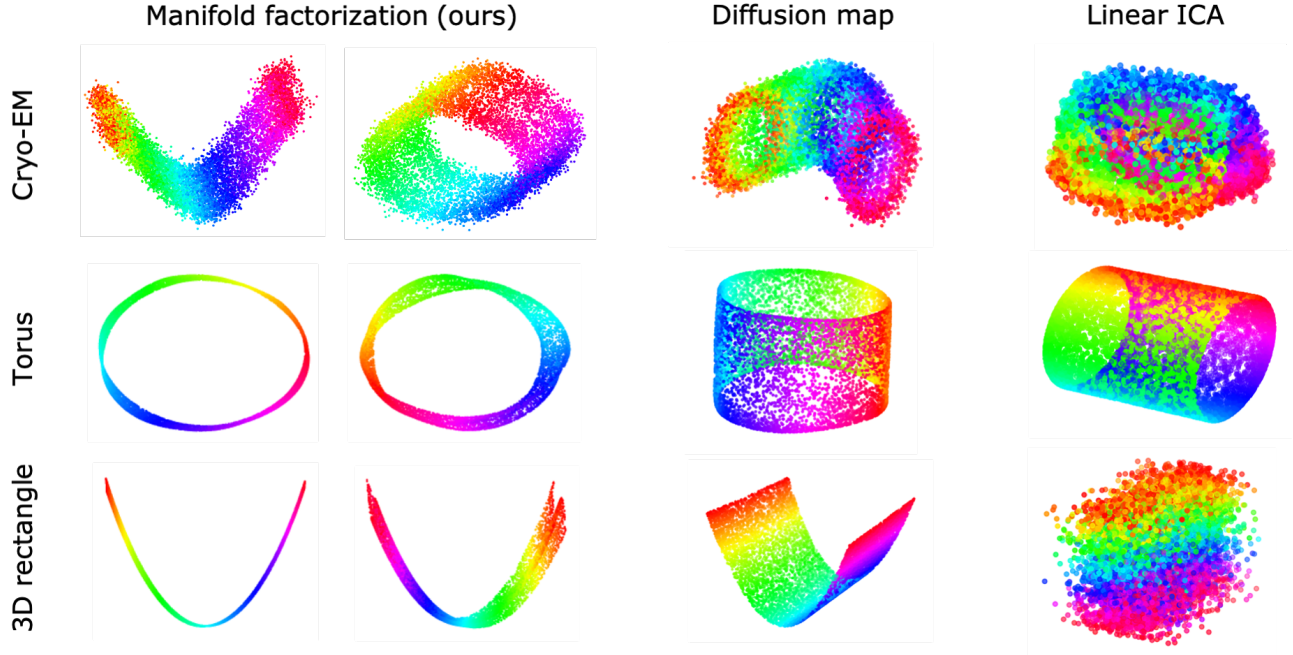 Manifold factorization (ours)
Diffusion map
Linear ICA
Cryo-EM
Torus
3D rectangle